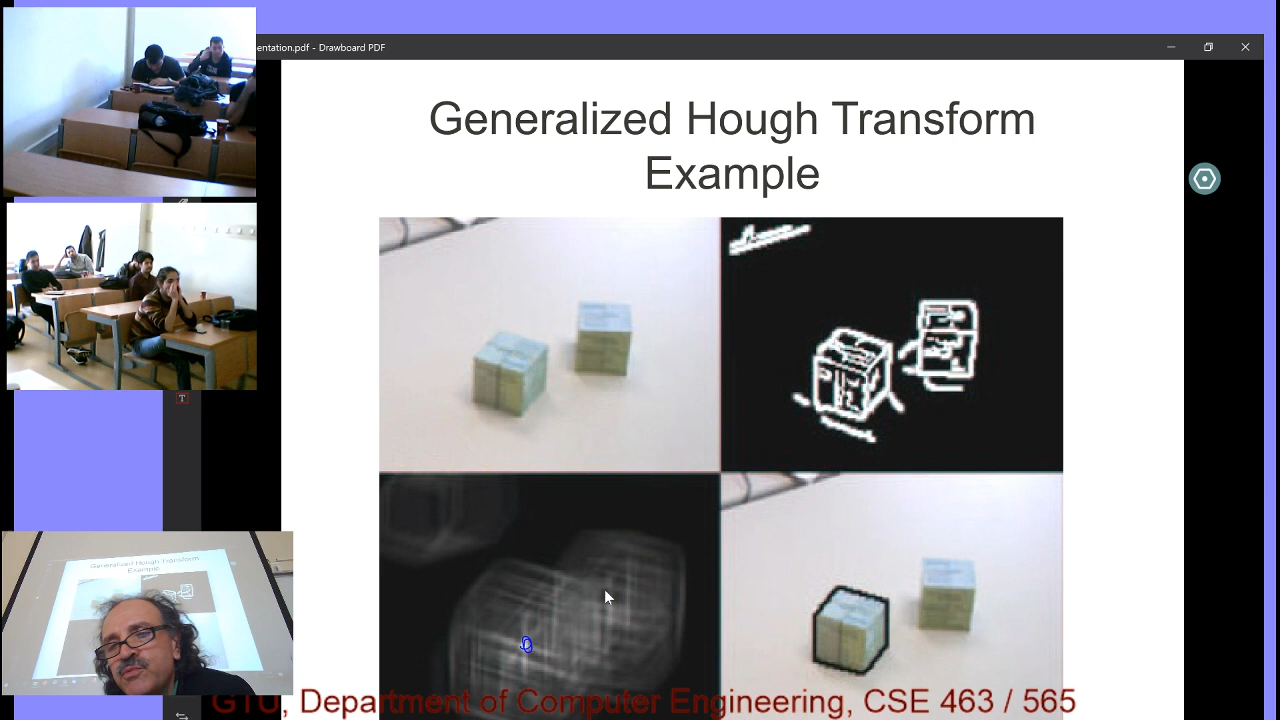 entation.pdf - Drawboard PDF
Generalized Hough Transform
Example
T
Generalized Hough Transform
Example
GTU, Department of Computer Engineering, CSE 463 / 565